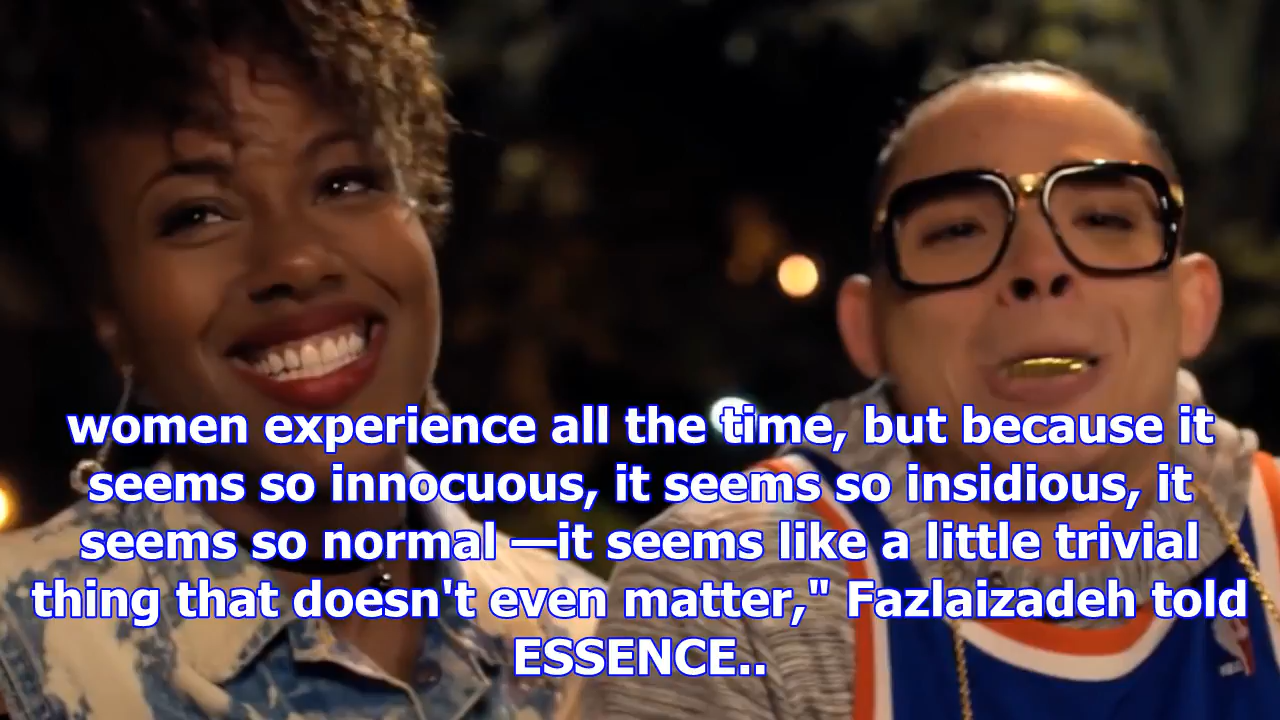 women experience all the time, but because it
seems so innocuous, it seems so insidious, it
seems so normal —it seems like a little trivial
thing that doesn't even matter," Fazlaizadeh told
ESSENCE..